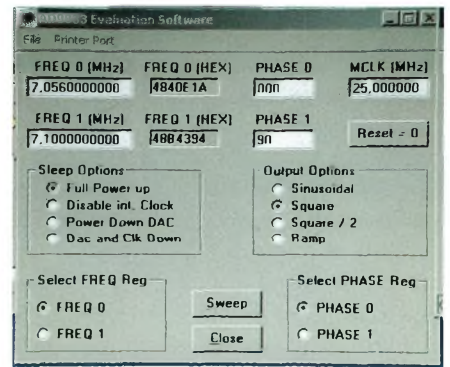 Evaluation Software
File Printer Port
FREQ 0 (MHz) FREQ 0 (HEX) PHASE 0 MCLK (MHz)
7,0560000000 4840E1A 000 25,000000
FREQ 1 (MHz) FREQ 1 (HEX) PHASE 1
7,1000000000 48B4394 90 Reset = 0
Sleep Options Output Options
Full Power up Sinusoidal
Disable int. Clock Square
Power Down DAC Square / 2
Dac and Clk Down Ramp
Select FREQ Reg Select PHASE Reg
FREQ 0 Sweep PHASE 0
FREQ 1 Close PHASE 1